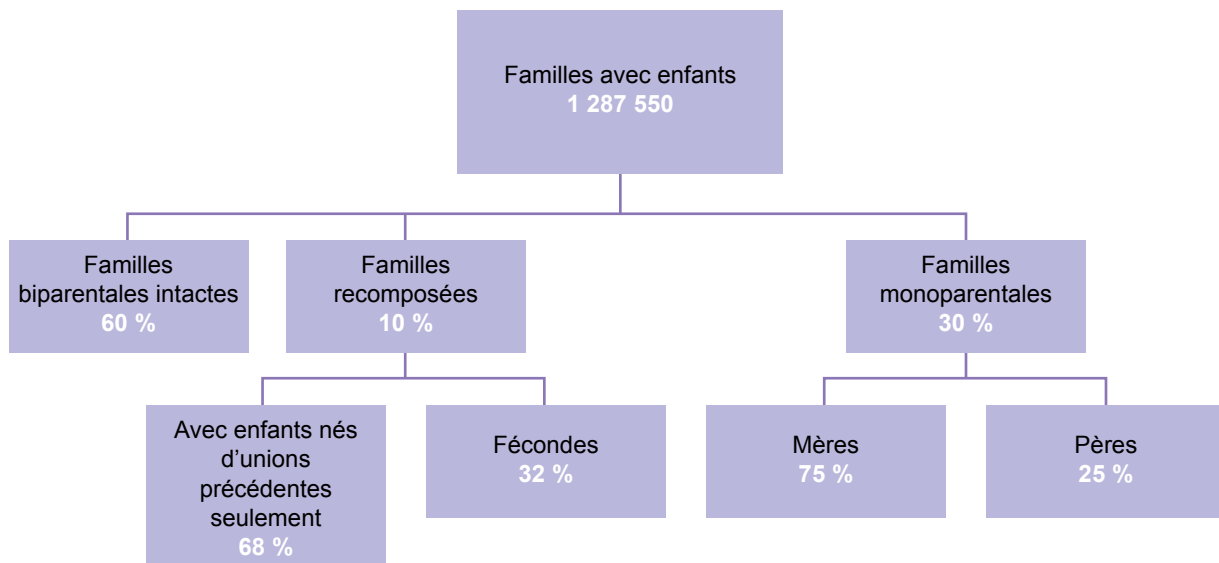 Familles avec enfants
1 287 550
Familles
biparentales intactes
60 %
Familles
recomposées
10 %
Familles
monoparentales
30 %
Avec enfants nés
d’unions
précédentes
seulement
68 %
Fécondes
32 %
Mères
75 %
Pères
25 %